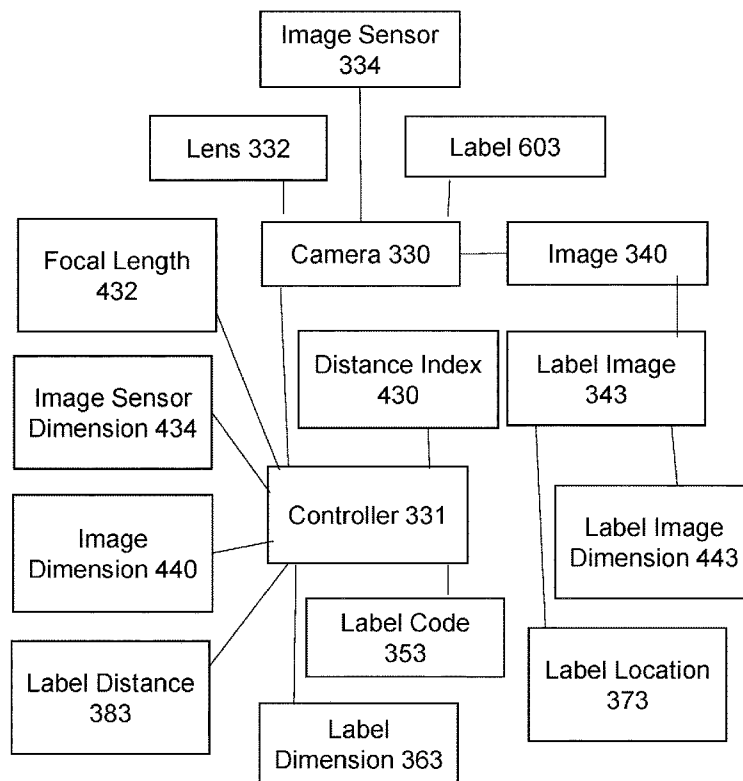 Image Sensor
334
Lens 332
Label 603
Focal Length
432
Camera 330
Image 340
Image Sensor
Dimension 434
Distance Index
430
Label Image
343
Image
Dimension 440
Controller 331
Label Image
Dimension 443
Label Distance
383
Label Code
353
Label Location
373
Label
Dimension 363